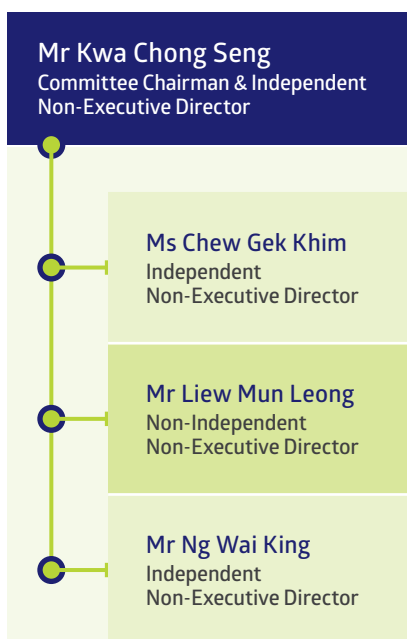 Mr Kwa Chong Seng
Committee Chairman & Independent
Non-Executive Director
Ms Chew Gek Khim
Independent
Non-Executive Director
Mr Liew Mun Leong
Non-Independent
Non-Executive Director
Mr Ng Wai King
Independent
Non-Executive Director